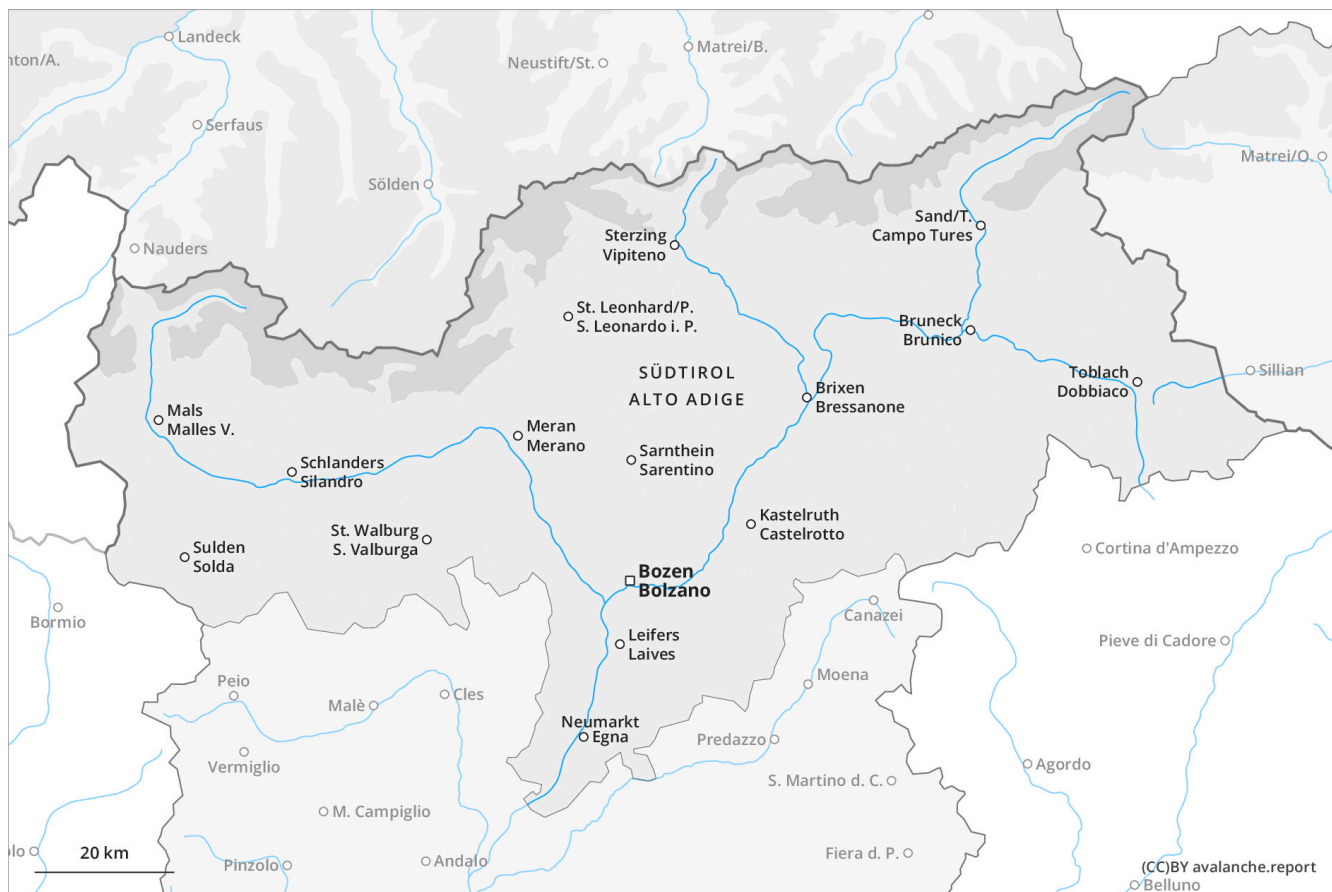 Landeck
Matrei/B.
nton/A.
Neustift/St.
Serfaus
Matrei/O.
Sölden
Sand/T.
Campo Tures
Nauders
Sterzing
Vipiteno
St. Leonhard/P.
S. Leonardo i. P.
Bruneck
Brunico
SÜDTIROL
ALTO ADIGE
Toblach
Dobbiaco
Sillian
Brixen
Bressanone
Mals
Malles V.
Meran
Merano
Sarnthein
Sarentino
Schlanders
Silandro
Kastelruth
Castelrotto
St. Walburg
S. Valburga
Sulden
Solda
Cortina d'Ampezzo
Bozen
Bolzano
Bormio
Canazei
Leifers
Laives
Pieve di Cadore
Moena
Peio
Cles
Malè
Neumarkt
Egna
Predazzo
Vermiglio
Agordo
S. Martino d. C.
M. Campiglio
olo
20 km
Pinzolo
Andalo
Fiera d. P.
(CC)BY avalanche.report
Belluno